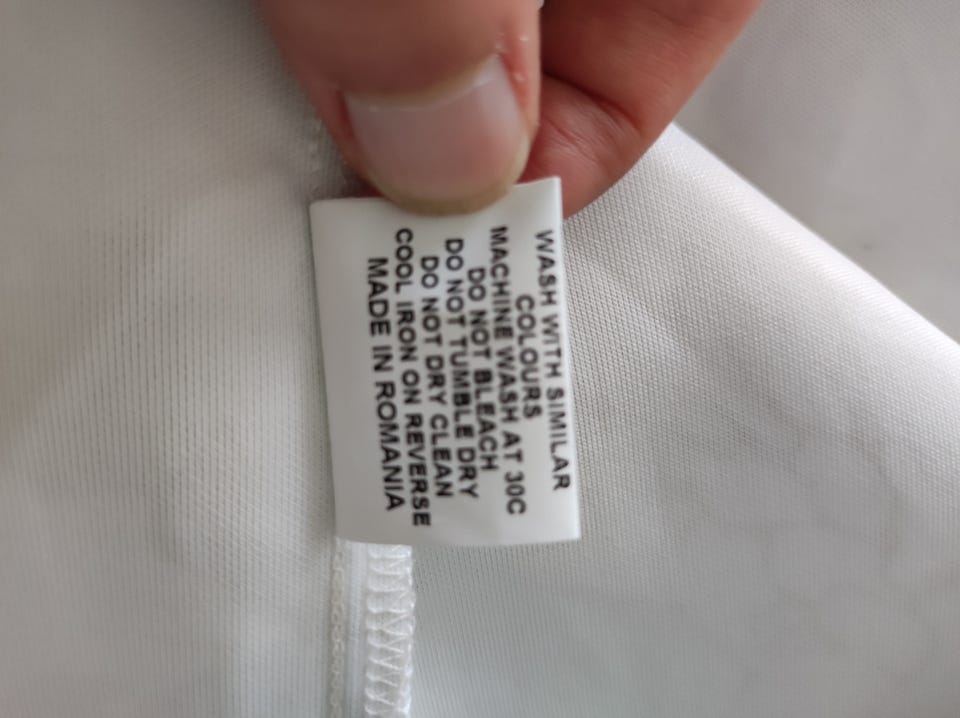 WASH WITH SIMILAR
COLOURS
MACHINE WASH AT 30C
DO NOT BLEACH
DO NOT TUMBLE DRY
DO NOT DRY CLEAN
COOL IRON ON REVERSE
MADE IN ROMANIA